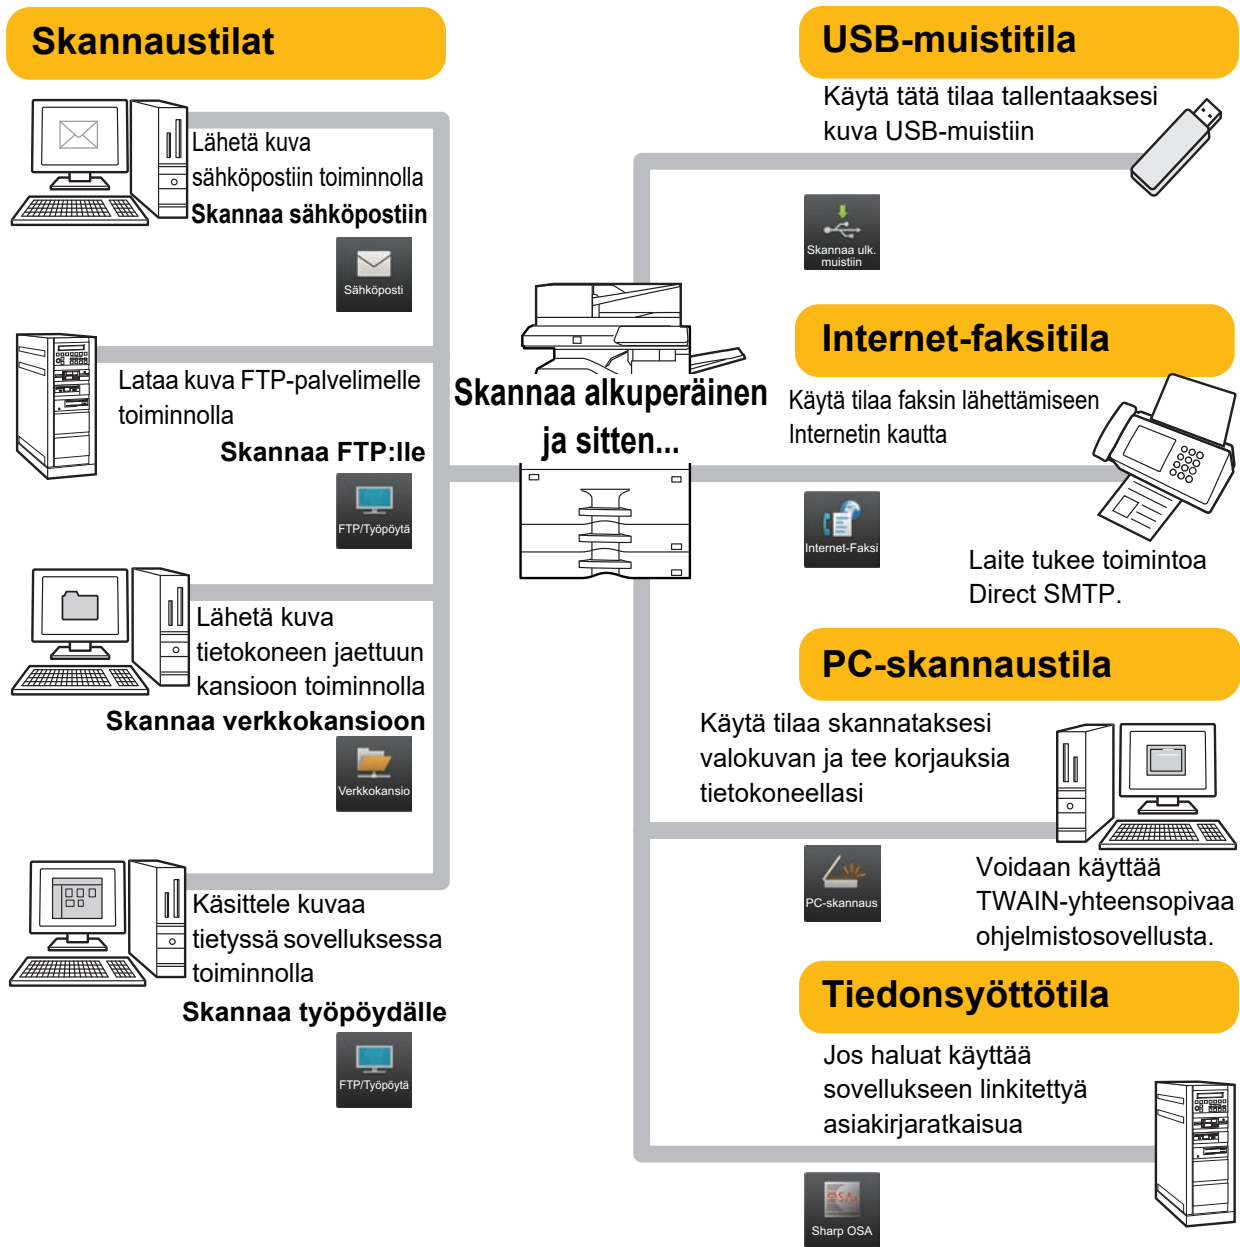 Skannaustilat
Lähetä kuva
sähköpostiin toiminnolla
Skannaa sähköpostiin
Sähköposti
Lataa kuva FTP-palvelimelle
toiminnolla
Skannaa FTP:lle
FTP/Työpöytä
Lähetä kuva
tietokoneen jaettuun
kansioon toiminnolla
Skannaa verkkokansioon
Verkkokansio
Käsittele kuvaa
tietyssä sovelluksessa
toiminnolla
Skannaa työpöydälle
FTP/Työpöytä
Skannaa alkuperäinen
ja sitten...
USB-muistitila
Käytä tätä tilaa tallentaaksesi
kuva USB-muistiin
Skannaa ulk.
muistiin
Internet-faksitila
Käytä tilaa faksin lähettämiseen
Internetin kautta
Internet-Faksi
Laite tukee toimintoa
Direct SMTP.
PC-skannaustila
Käytä tilaa skannataksesi
valokuvan ja tee korjauksia
tietokoneellasi
PC-skannaus
Voidaan käyttää
TWAIN-yhteensopivaa
ohjelmistosovellusta.
Tiedonsyöttötila
Jos haluat käyttää
sovellukseen linkitettyä
asiakirjaratkaisua
OSA
Sharp OSA